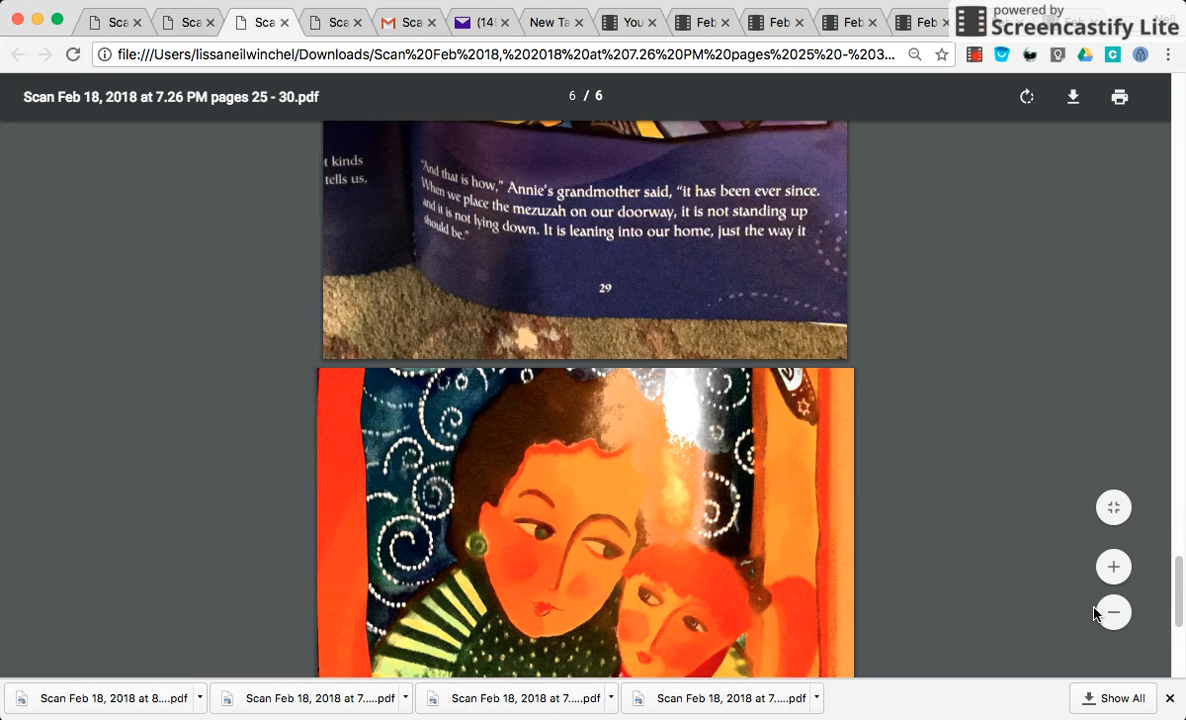 Sca
Sca
Sca
Sca
Sca
(14
New Ta
You
Feb
Feb
Feb
Feb
powered by
Screencastify Lite
file:///Users/lissaneilwinchel/Downloads/Scan%20Feb%2018,%202018%20at%207.26%20PM%20pages%2025%20-%203...
Scan Feb 18, 2018 at 7.26 PM pages 25 - 30.pdf
6 / 6
t kinds
tells us,
"And that is how," Annie's grandmother said, "it has been ever since.
When we place the mezuzah on our doorway, it is not standing up
and it is not lying down. It is leaning into our home, just the way it
should be."
29
Scan Feb 18, 2018 at 8....pdf
Scan Feb 18, 2018 at 7.....pdf
Scan Feb 18, 2018 at 7.....pdf
Scan Feb 18, 2018 at 7.....pdf
Show All